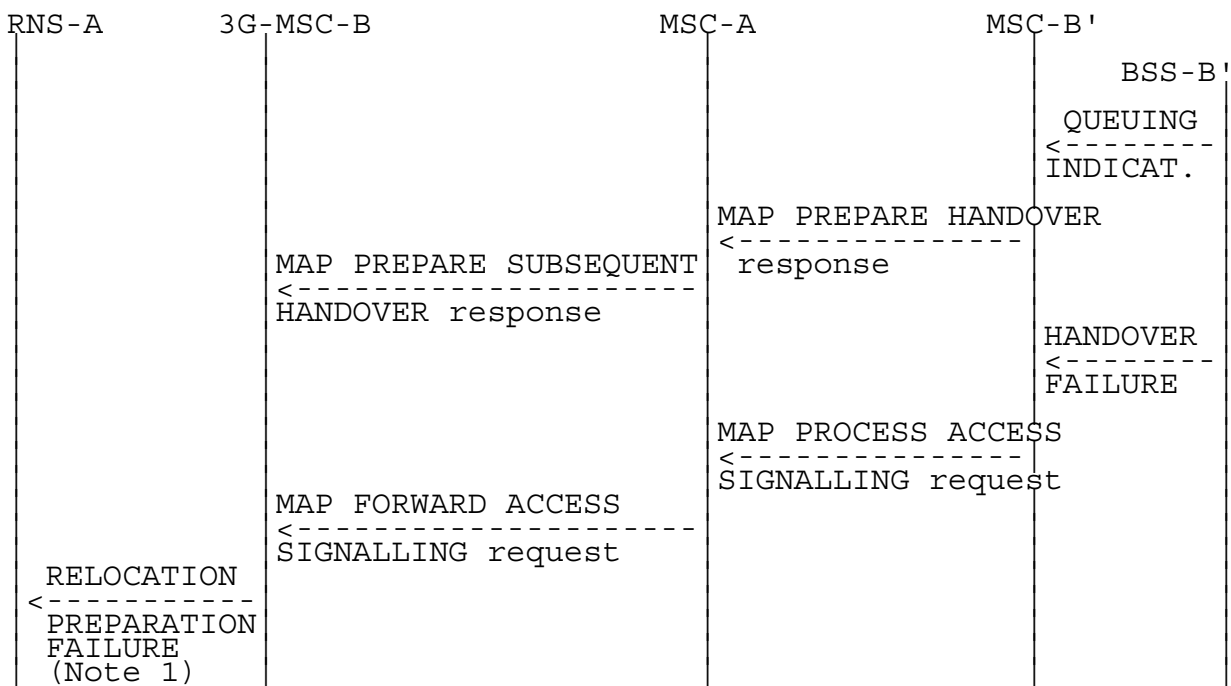 RNS-A 3G-MSC-B MSC-A MSC-B'
BSS-B'
QUEUING
INDICAT.
MAP PREPARE HANDOVER
response
MAP PREPARE SUBSEQUENT
HANDOVER response
HANDOVER
FAILURE
MAP PROCESS ACCESS
SIGNALLING request
MAP FORWARD ACCESS
SIGNALLING request
RELOCATION
PREPARATION
FAILURE
(Note 1)